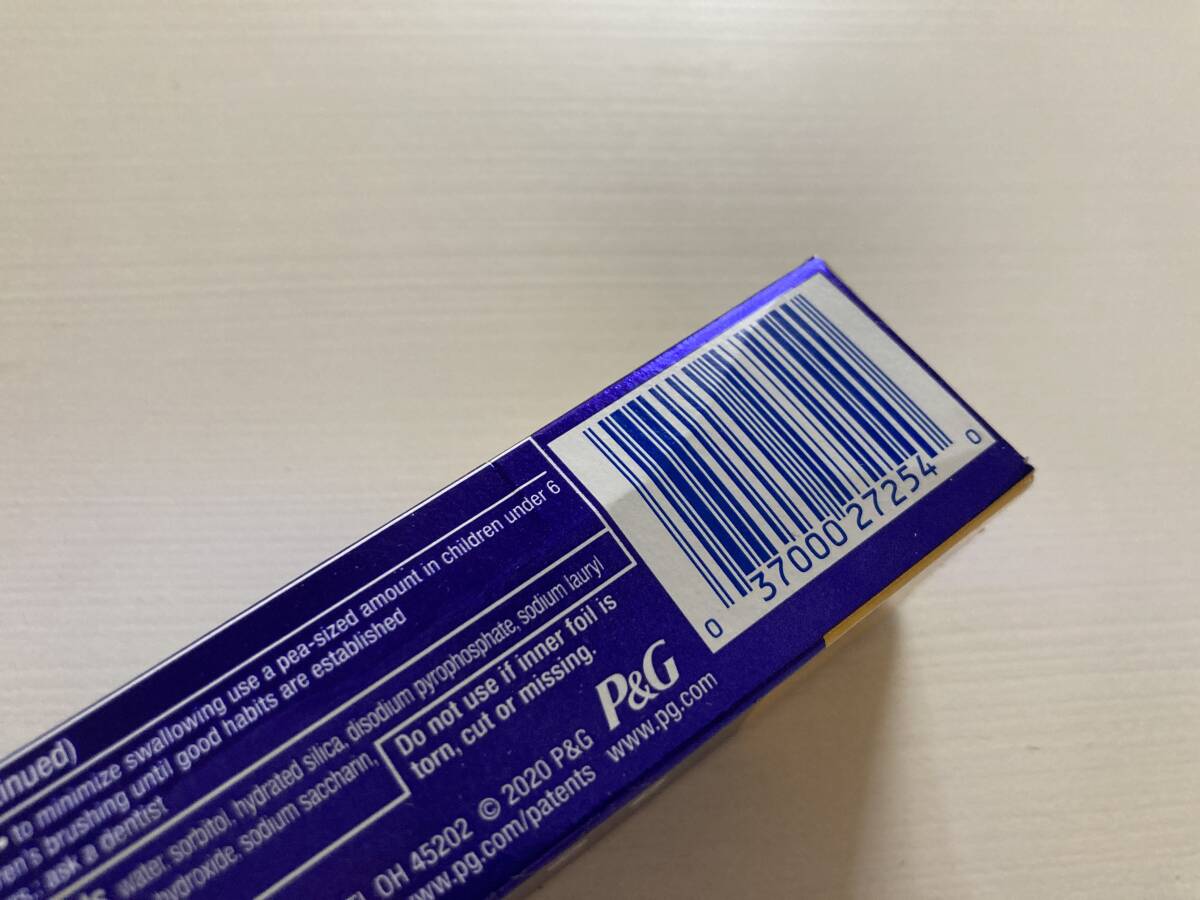 to minimize swallowing use a pea-sized amount in children under 6
brushing until good habits are established
ask a dentist
water, sorbitol, hydrated silica, disodium pyrophosphate, sodium lauryl
hydroxide, sodium saccharin,
Do not use if inner foil is
torn, cut or missing.
OH 45202 © 2020 P&G
www.pg.com/patents
P&G
www.pg.com
0 37000 27254 0